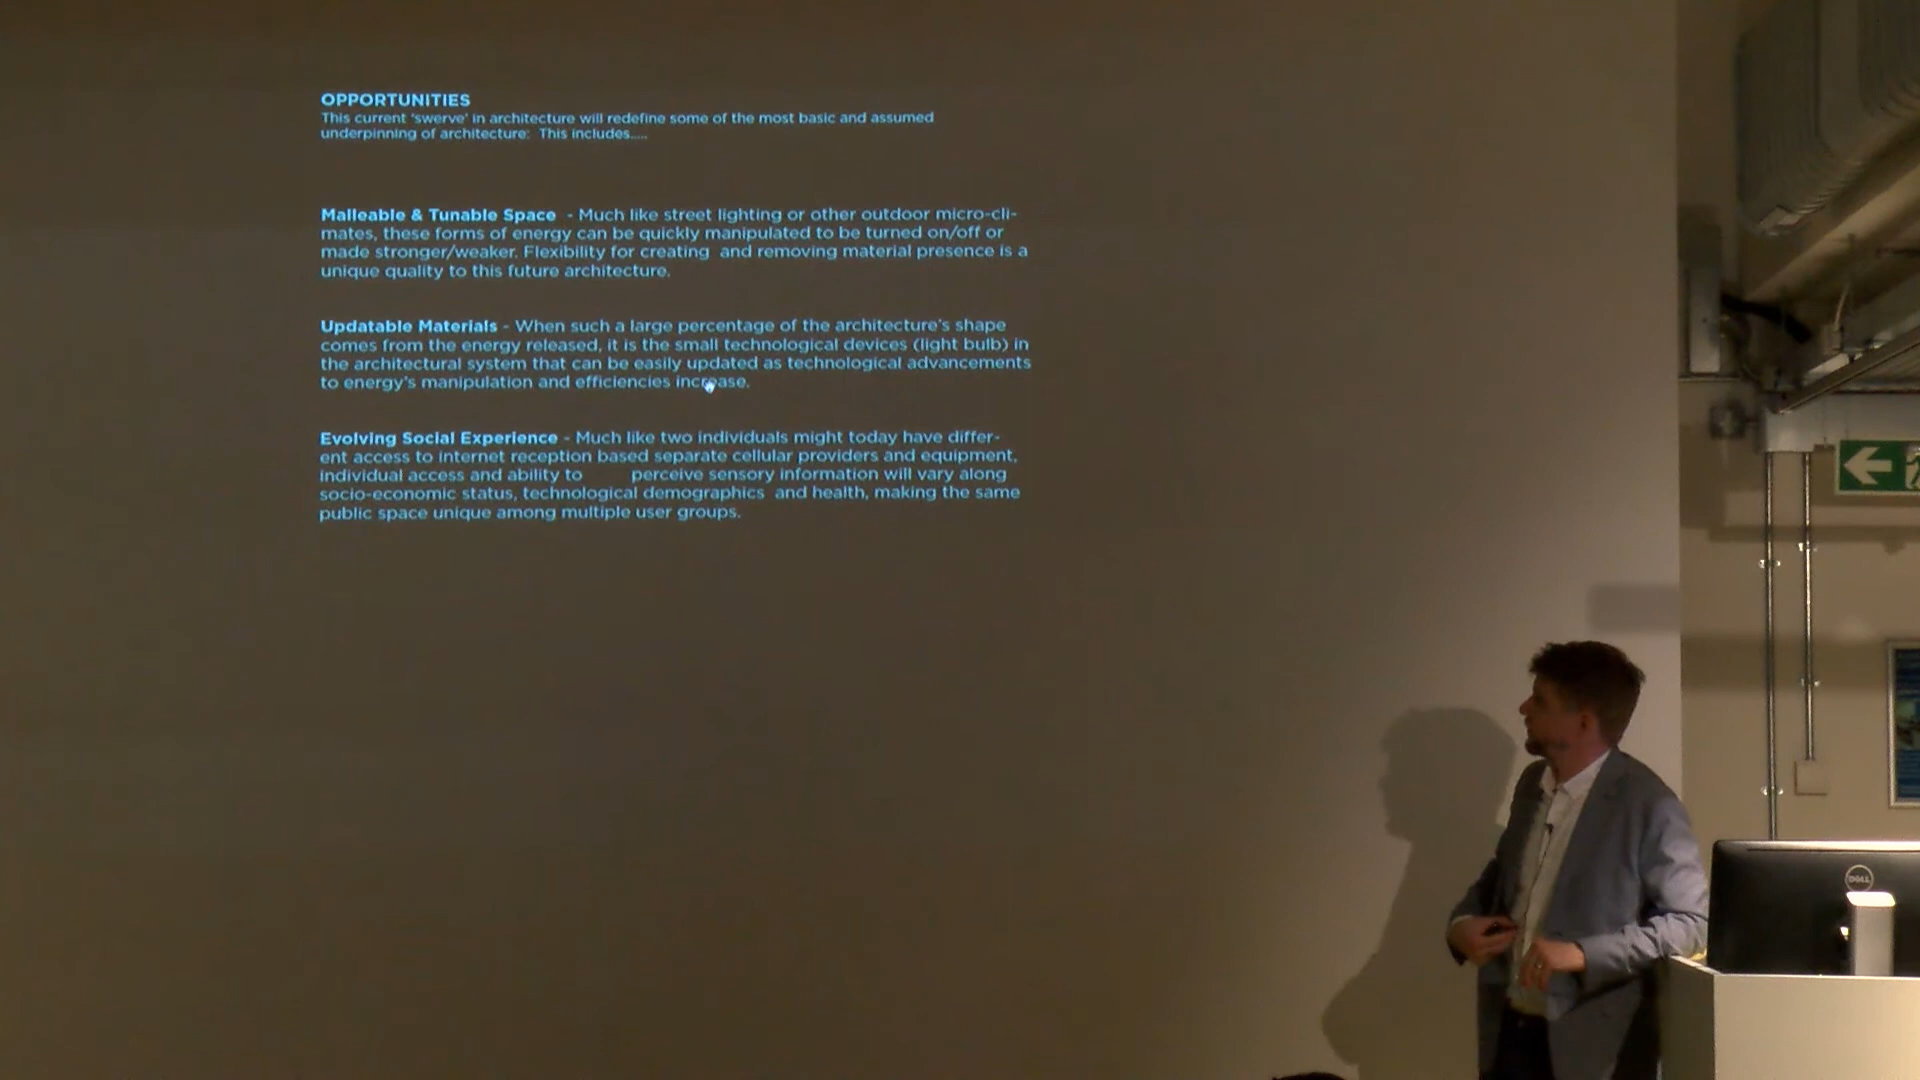 OPPORTUNITIES
This current ‘swerve’ in architecture will redefine some of the most basic and assumed
underpinning of architecture:  This includes.....
Malleable & Tunable Space  - Much like street lighting or other outdoor micro-cli-
mates, these forms of energy can be quickly manipulated to be turned on/off or
made stronger/weaker. Flexibility for creating  and removing material presence is a
unique quality to this future architecture.
Updatable Materials - When such a large percentage of the architecture’s shape
comes from the energy released, it is the small technological devices (light bulb) in
the architectural system that can be easily updated as technological advancements
to energy’s manipulation and efficiencies increase.
Evolving Social Experience - Much like two individuals might today have differ-
ent access to internet reception based separate cellular providers and equipment,
individual access and ability to       perceive sensory information will vary along
socio-economic status, technological demographics  and health, making the same
public space unique among multiple user groups.
DELL